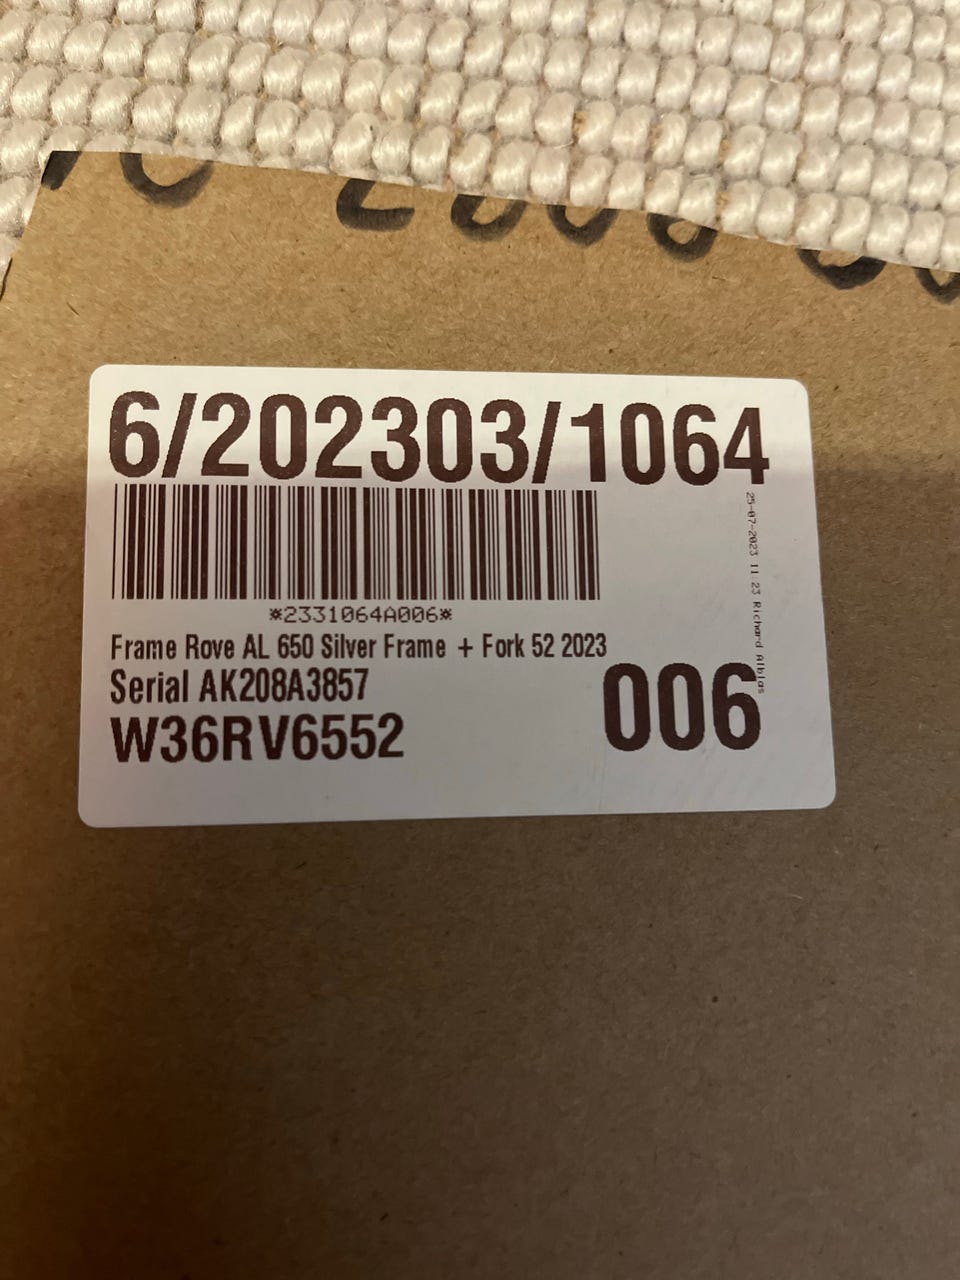 6/202303/1064
*2331064A006*
Frame Rove AL 650 Silver Frame + Fork 52 2023
Serial AK208A3857
W36RV6552
006
25-07-2023 11:23 Richard Alblas